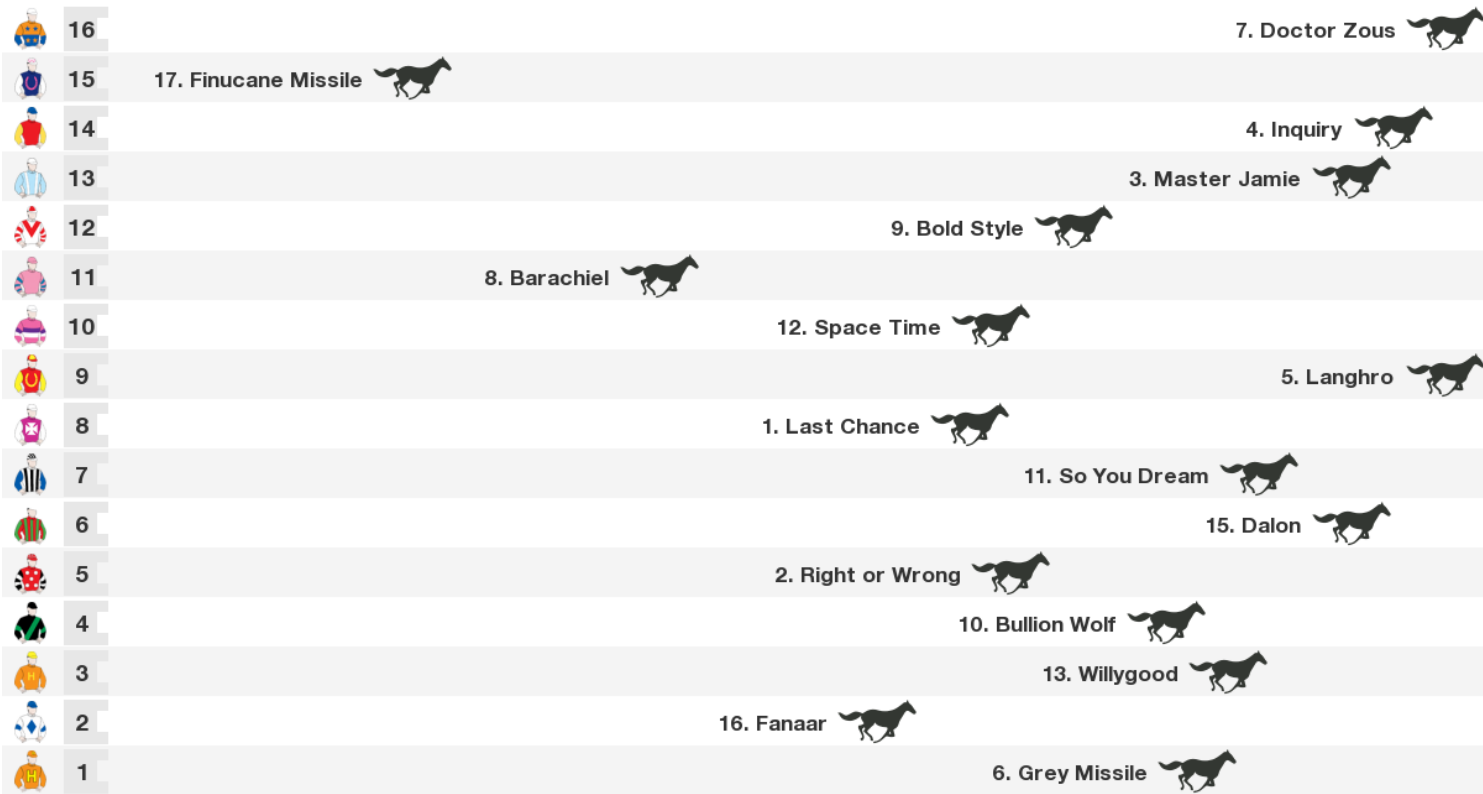 16 7. Doctor Zous
15 17. Finucane Missile
14 4. Inquiry
13 3. Master Jamie
12 9. Bold Style
11 8. Barachiel
10 12. Space Time
9 5. Langhro
8 1. Last Chance
7 11. So You Dream
6 15. Dalon
5 2. Right or Wrong
4 10. Bullion Wolf
3 13. Willygood
2 16. Fanaar
1 6. Grey Missile